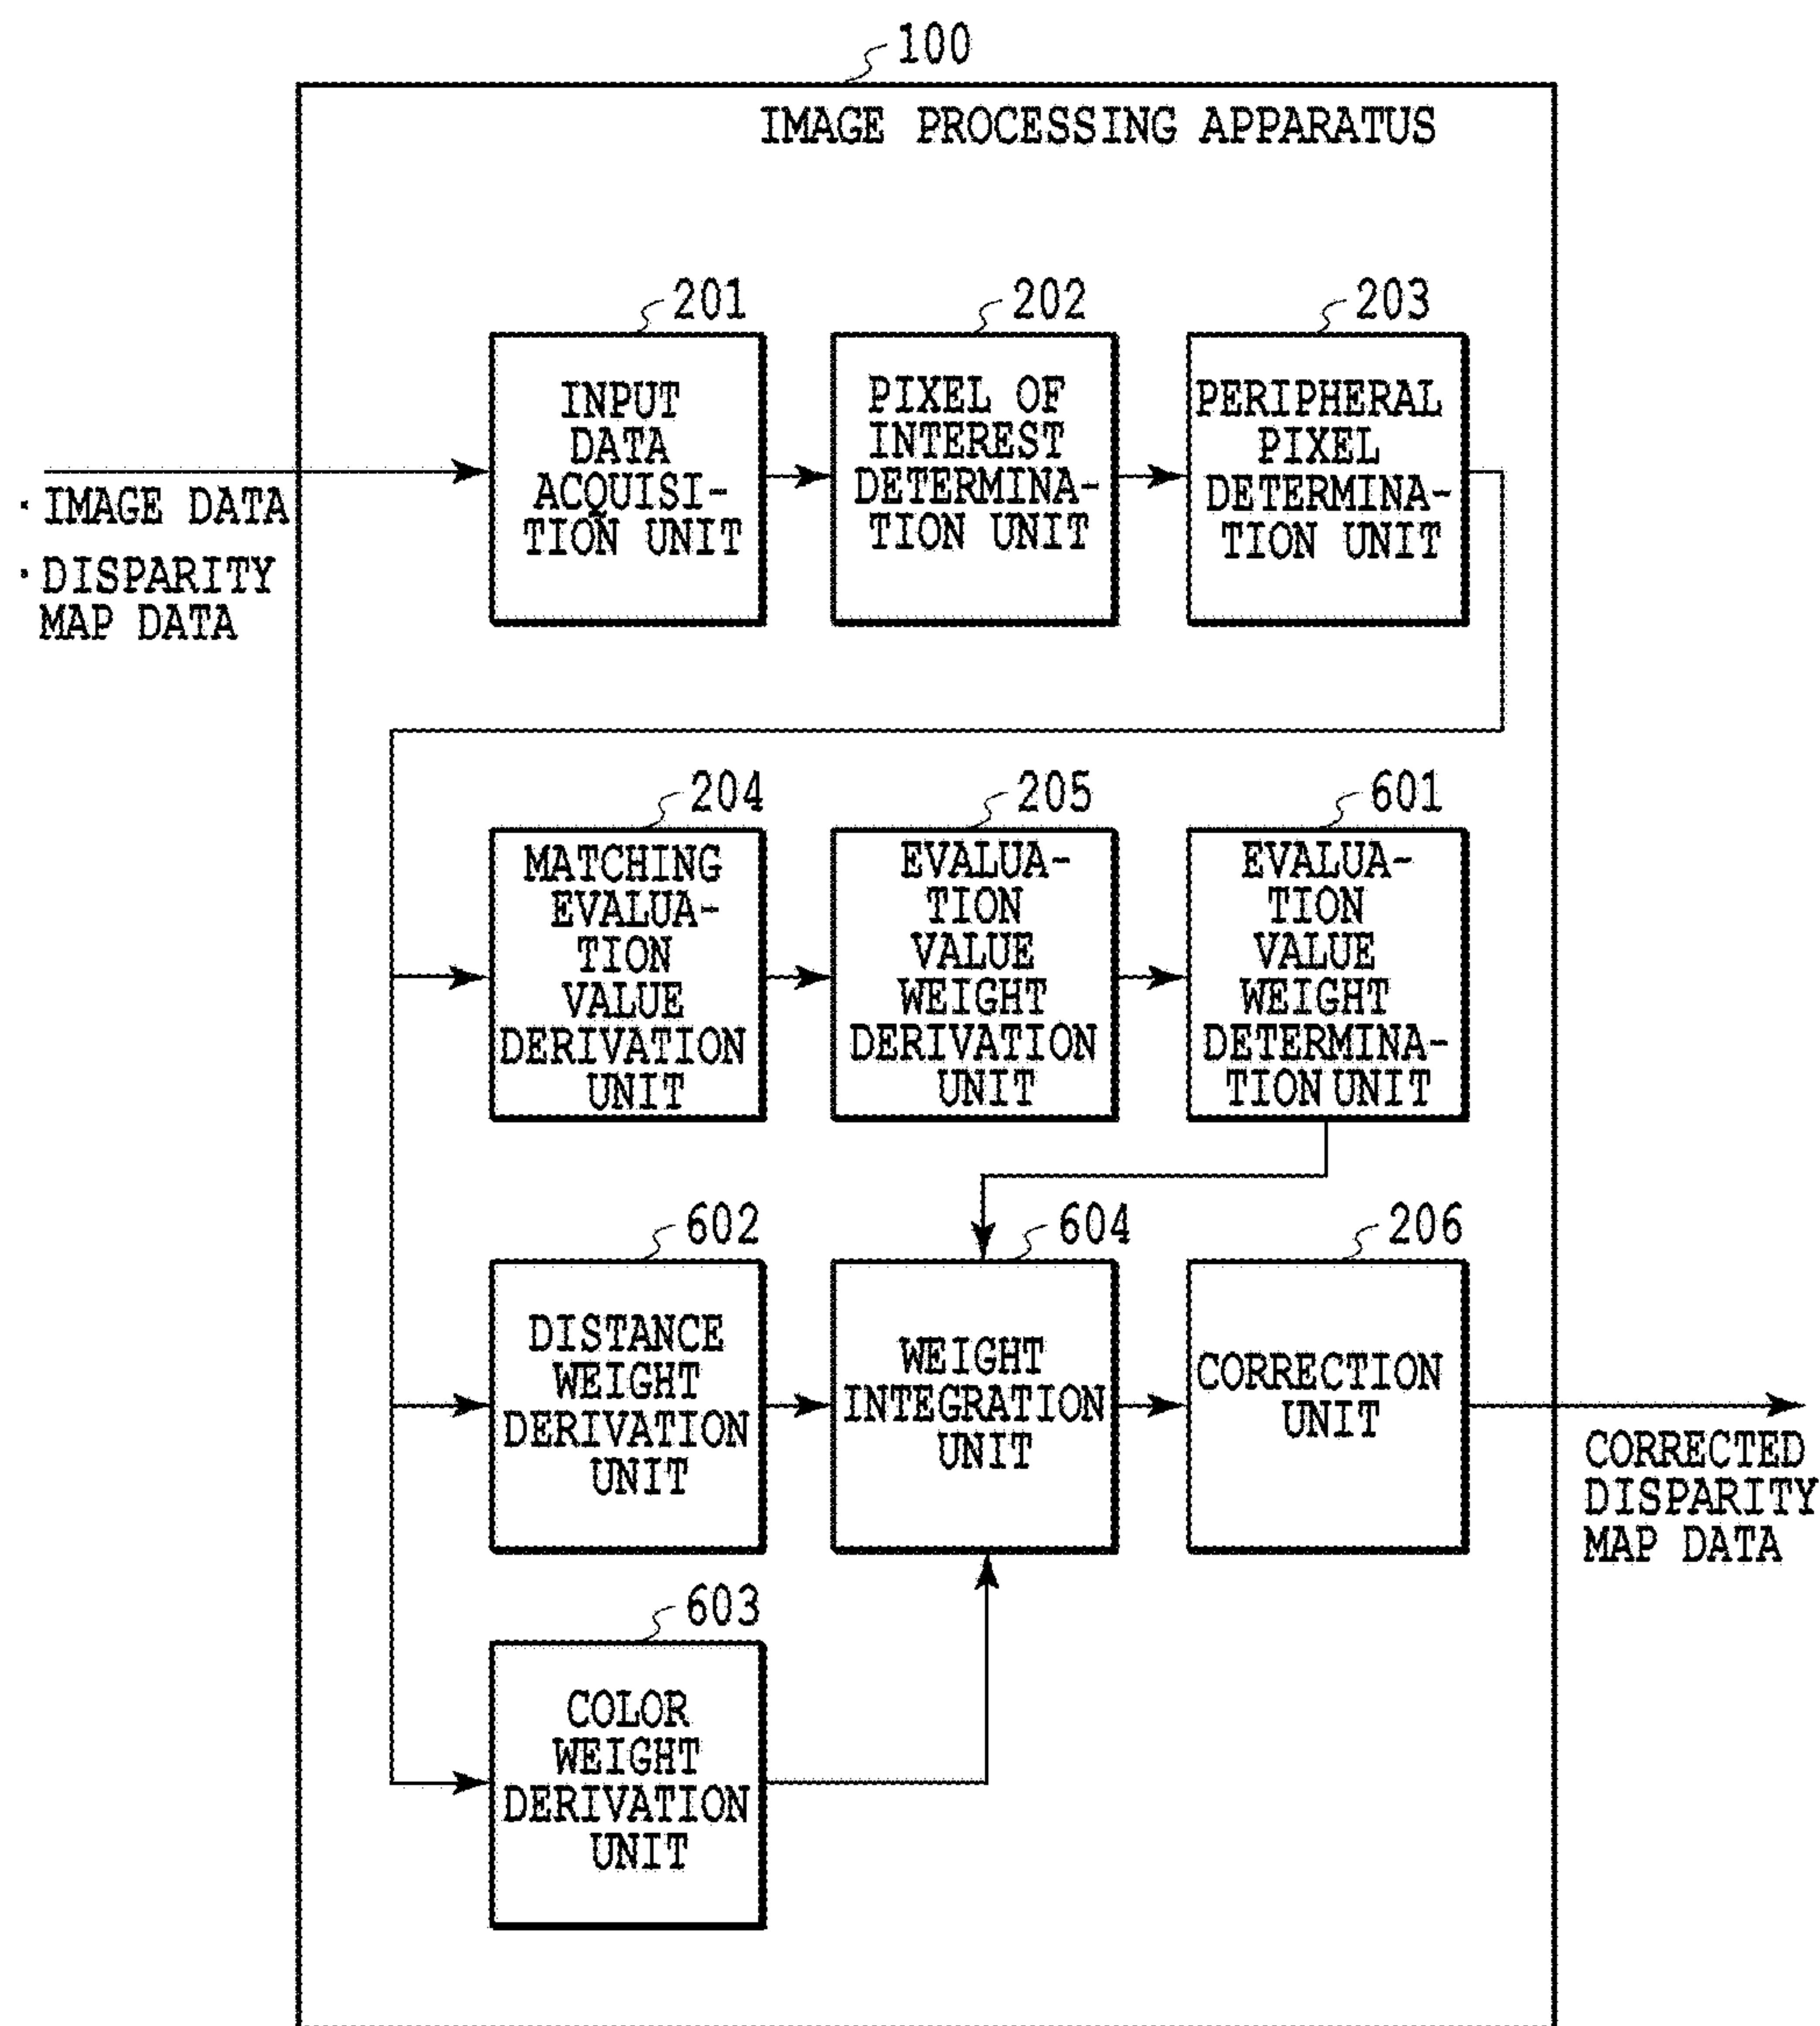 100
IMAGE PROCESSING APPARATUS
201
202
203
INPUT
DATA
ACQUISI-
TION UNIT
PIXEL OF
INTEREST
DETERMINA-
TION UNIT
PERIPHERAL
PIXEL
DETERMINA-
TION UNIT
· IMAGE DATA
· DISPARITY
MAP DATA
204
205
601
MATCHING
EVALUA-
TION
VALUE
DERIVATION
UNIT
EVALUA-
TION
VALUE
WEIGHT
DERIVATION
UNIT
EVALUA-
TION
VALUE
WEIGHT
DETERMINA-
TION UNIT
602
604
206
DISTANCE
WEIGHT
DERIVATION
UNIT
WEIGHT
INTEGRATION
UNIT
CORRECTION
UNIT
CORRECTED
DISPARITY
MAP DATA
603
COLOR
WEIGHT
DERIVATION
UNIT